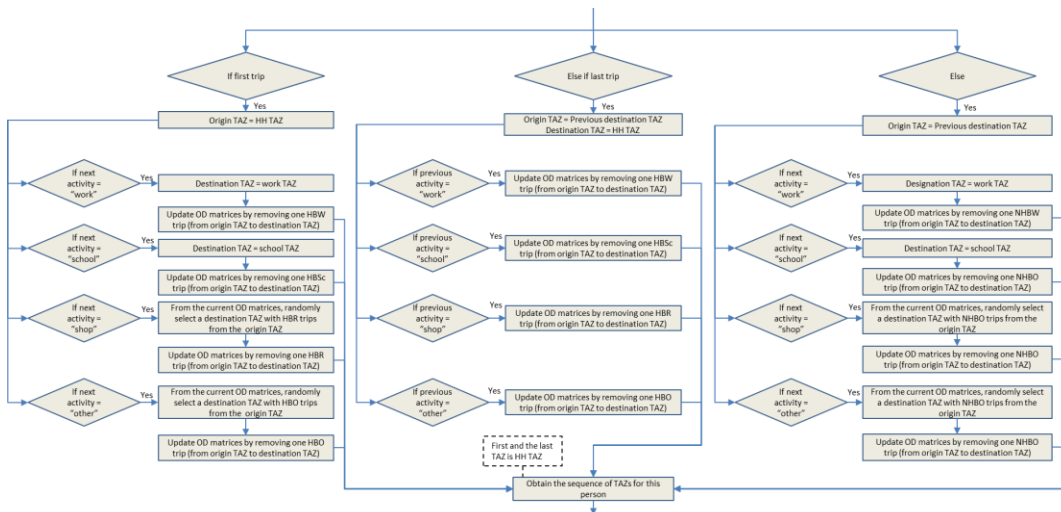 If first trip
Yes
Origin TAZ = HH TAZ
If next
activity =
“work”
Yes
Destination TAZ = work TAZ
Update OD matrices by removing one HBW
trip (from origin TAZ to destination TAZ)
If next
activity =
“school”
Yes
Destination TAZ = school TAZ
Update OD matrices by removing one HBSc
trip (from origin TAZ to destination TAZ)
If next
activity =
“shop”
Yes
From the current OD matrices, randomly
select a destination TAZ with HBR trips
from the origin TAZ
Update OD matrices by removing one HBR
trip (from origin TAZ to destination TAZ)
If next
activity =
“other”
Yes
From the current OD matrices, randomly
select a destination TAZ with HBO trips
from the origin TAZ
Update OD matrices by removing one HBO
trip (from origin TAZ to destination TAZ)
Else if last trip
Yes
Origin TAZ = Previous destination TAZ
Destination TAZ = HH TAZ
If previous
activity =
“work”
Yes
Update OD matrices by removing one HBW
trip (from origin TAZ to destination TAZ)
If previous
activity =
“school”
Yes
Update OD matrices by removing one HBSc
trip (from origin TAZ to destination TAZ)
If previous
activity =
“shop”
Yes
Update OD matrices by removing one HBR
trip (from origin TAZ to destination TAZ)
If previous
activity =
“other”
Yes
Update OD matrices by removing one HBO
trip (from origin TAZ to destination TAZ)
First and the last
TAZ is HH TAZ
Obtain the sequence of TAZs for this
person
Else
Yes
Origin TAZ = Previous destination TAZ
If next
activity =
“work”
Yes
Designation TAZ = work TAZ
Update OD matrices by removing one NHBW
trip (from origin TAZ to destination TAZ)
If next
activity =
“school”
Yes
Destination TAZ = school TAZ
Update OD matrices by removing one NHBO
trip (from origin TAZ to destination TAZ)
If next
activity =
“shop”
Yes
From the current OD matrices, randomly select
a destination TAZ with NHBO trips from the
origin TAZ
Update OD matrices by removing one NHBO
trip (from origin TAZ to destination TAZ)
If next
activity =
“other”
Yes
From the current OD matrices, randomly select
a destination TAZ with NHBO trips from the
origin TAZ
Update OD matrices by removing one NHBO
trip (from origin TAZ to destination TAZ)